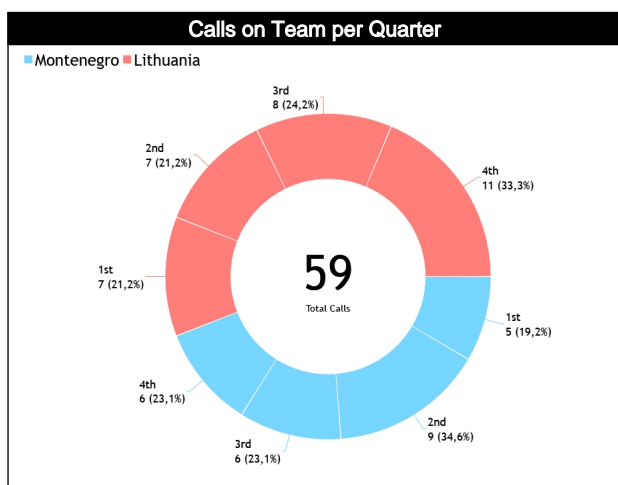 Calls on Team per Quarter
Montenegro Lithuania
3rd
8 (24,2%)
2nd
7 (21,2%)
4th
11 (33,3%)
1st
7 (21,2%)
59
Total Calls
1st
5 (19,2%)
4th
6 (23,1%)
2nd
9 (34,6%)
3rd
6 (23,1%)